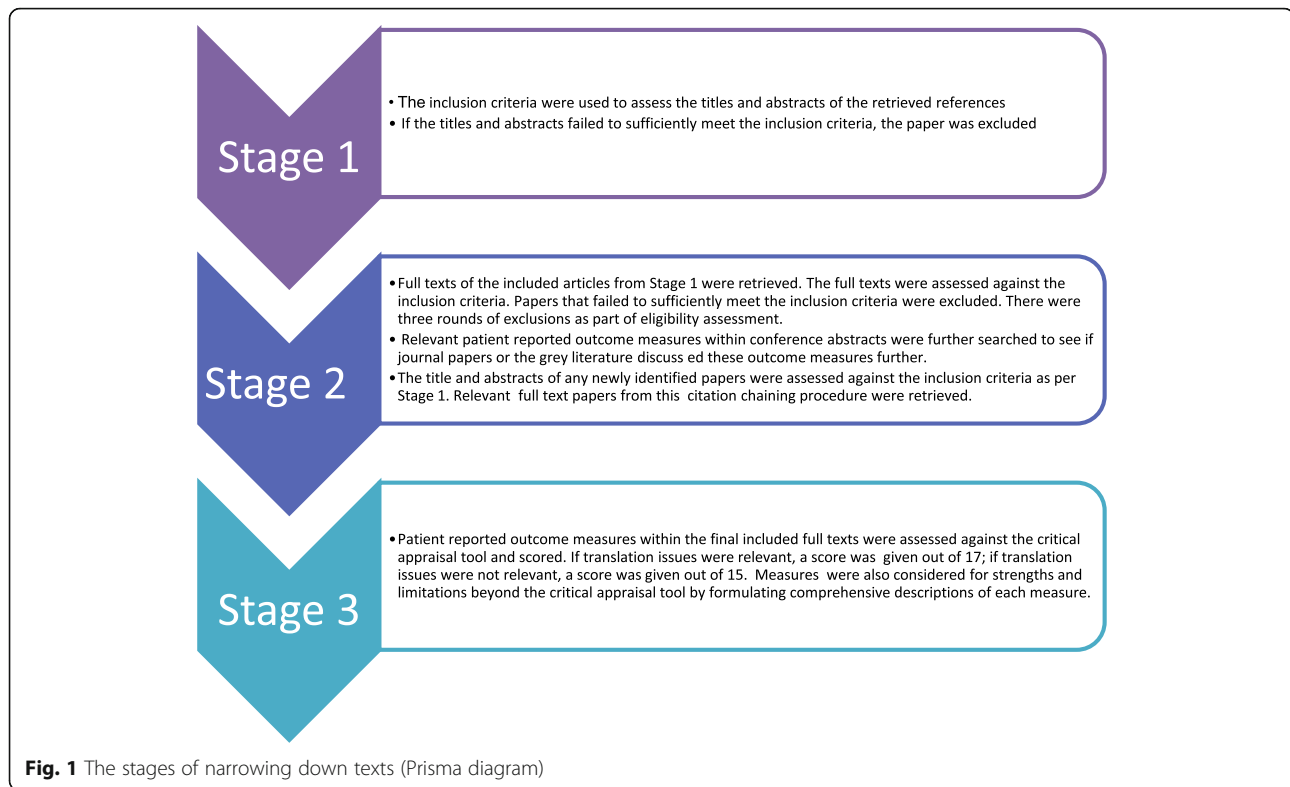 Stage 1
• The inclusion criteria were used to assess the titles and abstracts of the retrieved references
• If the titles and abstracts failed to sufficiently meet the inclusion criteria, the paper was excluded
Stage 2
•Full texts of the included articles from Stage 1 were retrieved. The full texts were assessed against the
inclusion criteria. Papers that failed to sufficiently meet the inclusion criteria were excluded. There were
three rounds of exclusions as part of eligibility assessment.
• Relevant patient reported outcome measures within conference abstracts were further searched to see if
journal papers or the grey literature discuss ed these outcome measures further.
•The title and abstracts of any newly identified papers were assessed against the inclusion criteria as per
Stage 1. Relevant full text papers from this citation chaining procedure were retrieved.
Stage 3
•Patient reported outcome measures within the final included full texts were assessed against the critical
appraisal tool and scored. If translation issues were relevant, a score was given out of 17; if translation
issues were not relevant, a score was given out of 15. Measures were also considered for strengths and
limitations beyond the critical appraisal tool by formulating comprehensive descriptions of each measure.
Fig. 1 The stages of narrowing down texts (Prisma diagram)